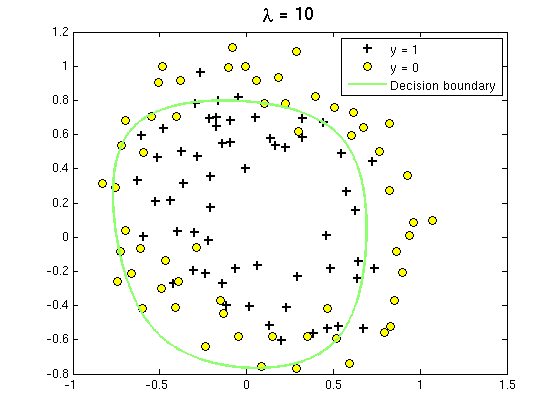 λ = 10
y = 1
y = 0
Decision boundary
1.2
1
0.8
0.6
0.4
0.2
0
-0.2
-0.4
-0.6
-0.8
-1 -0.5 0 0.5 1 1.5